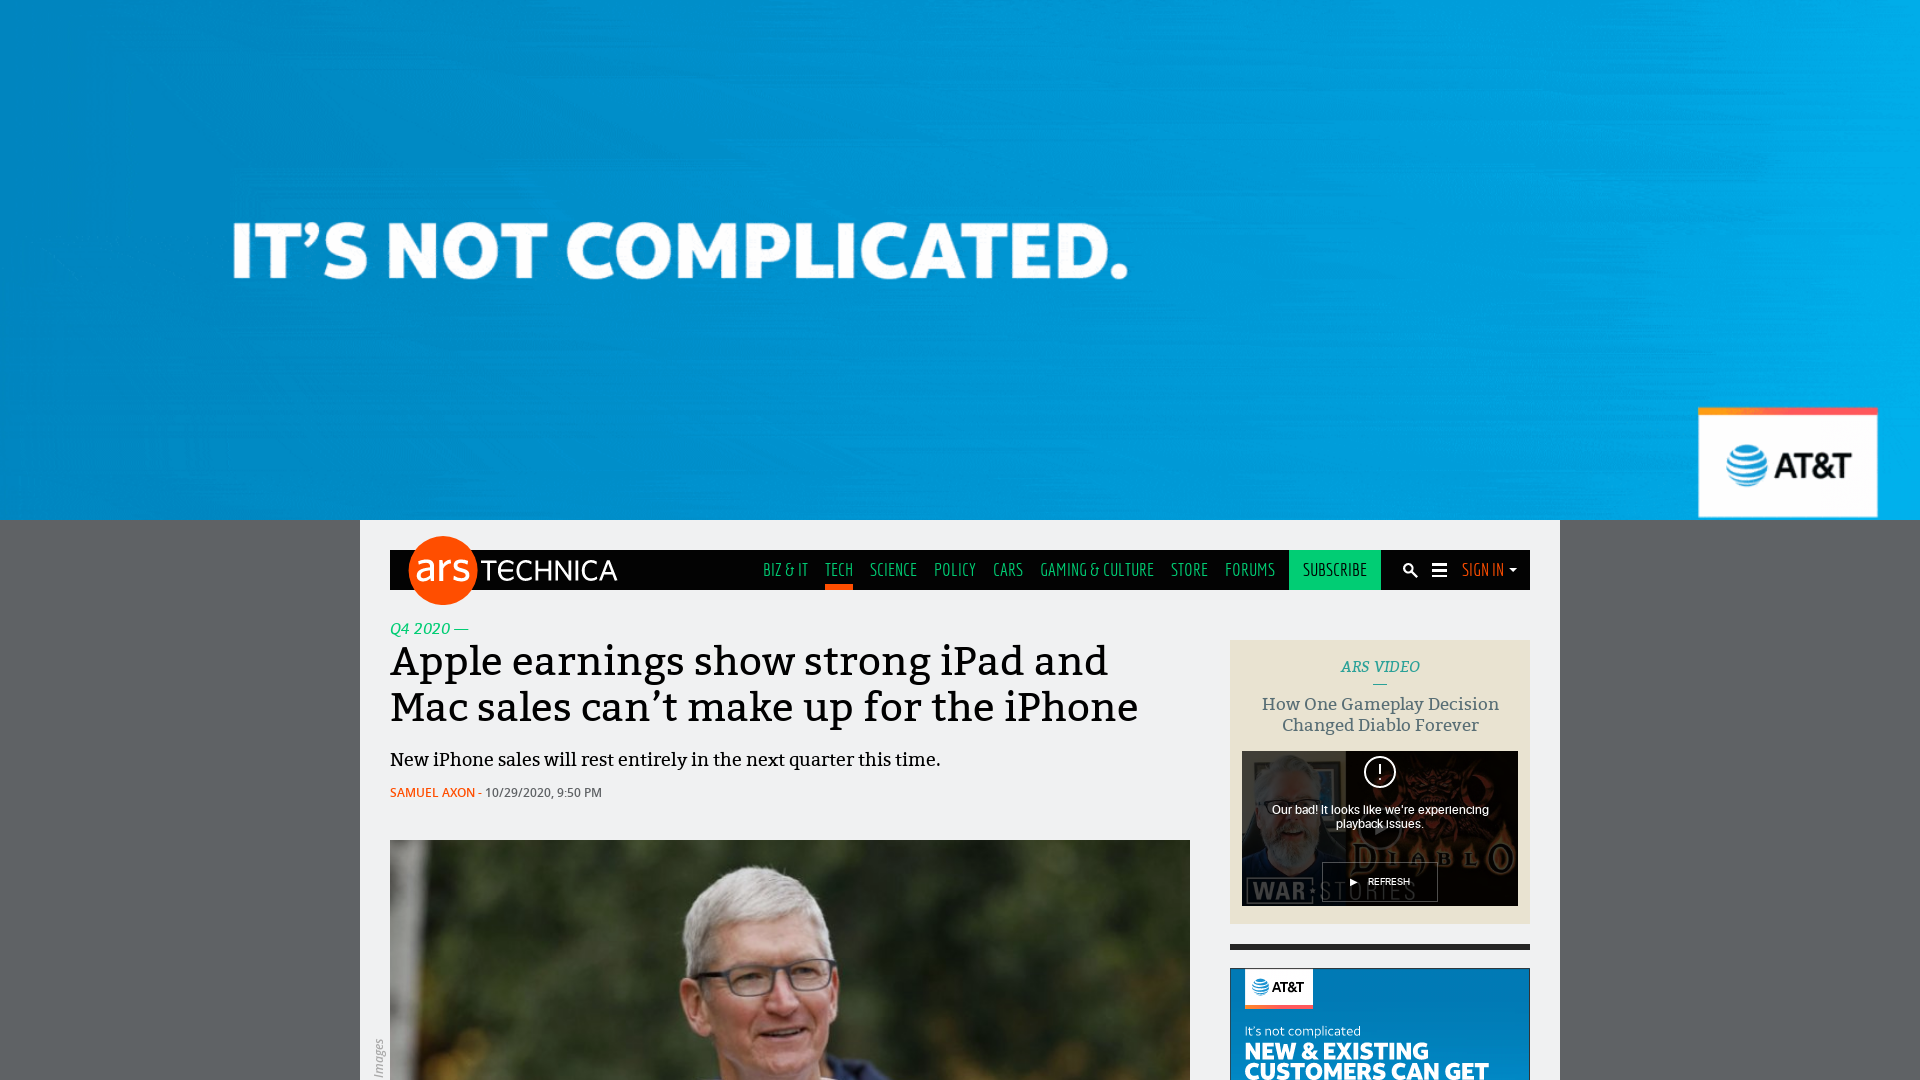 IT'S NOT COMPLICATED.
AT&T
ars TECHNICA
BIZ & IT TECH SCIENCE POLICY CARS GAMING & CULTURE STORE FORUMS SUBSCRIBE SIGN IN
Q4 2020 —
Apple earnings show strong iPad and
Mac sales can’t make up for the iPhone
New iPhone sales will rest entirely in the next quarter this time.
SAMUEL AXON - 10/29/2020, 9:50 PM
Images
ARS VIDEO
How One Gameplay Decision
Changed Diablo Forever
Our bad! It looks like we're experiencing
playback issues.
DIABLO
REFRESH
WAR STORIES
AT&T
It's not complicated
NEW & EXISTING
CUSTOMERS CAN GET